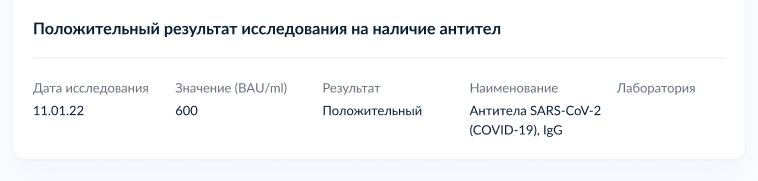 Положительный результат исследования на наличие антител
Дата исследования Значение (BAU/ml) Результат Наименование Лаборатория
11.01.22 600 Положительный Антитела SARS-CoV-2
(COVID-19), IgG